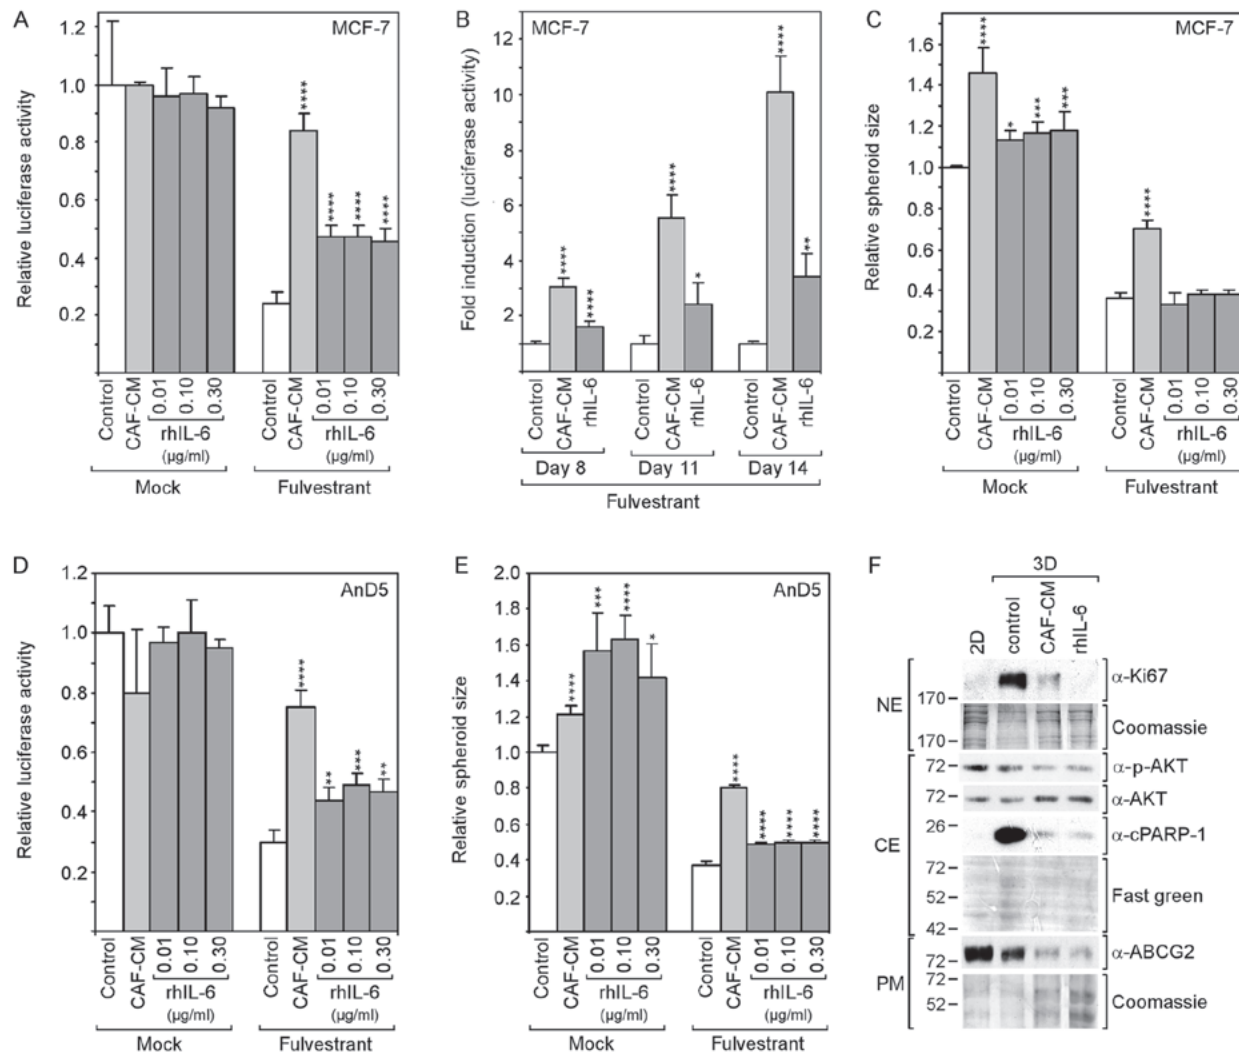 A
MCF-7
Relative luciferase activity
1.2
1.0
0.8
0.6
0.4
0.2
****
****
****
****
Control
CAF-CM
0.01
0.10
0.30
rhIL-6
(µg/ml)
Mock
Control
CAF-CM
0.01
0.10
0.30
rhIL-6
(µg/ml)
Fulvestrant
B
MCF-7
Fold induction (luciferase activity)
12
10
8
6
4
2
****
****
****
*
****
**
Control
CAF-CM
rhIL-6
Day 8
Control
CAF-CM
rhIL-6
Day 11
Control
CAF-CM
rhIL-6
Day 14
Fulvestrant
C
MCF-7
Relative spheroid size
1.6
1.4
1.2
1.0
0.8
0.6
0.4
0.2
****
*
***
***
****
Control
CAF-CM
0.01
0.10
0.30
rhIL-6
(µg/ml)
Mock
Control
CAF-CM
0.01
0.10
0.30
rhIL-6
(µg/ml)
Fulvestrant
D
AnD5
Relative luciferase activity
1.2
1.0
0.8
0.6
0.4
0.2
****
**
***
**
Control
CAF-CM
0.01
0.10
0.30
rhIL-6
(µg/ml)
Mock
Control
CAF-CM
0.01
0.10
0.30
rhIL-6
(µg/ml)
Fulvestrant
E
AnD5
Relative spheroid size
2.0
1.8
1.6
1.4
1.2
1.0
0.8
0.6
0.4
0.2
****
***
****
*
****
****
****
****
Control
CAF-CM
0.01
0.10
0.30
rhIL-6
(µg/ml)
Mock
Control
CAF-CM
0.01
0.10
0.30
rhIL-6
(µg/ml)
Fulvestrant
F
3D
2D
control
CAF-CM
rhIL-6
NE
170
α-Ki67
170
Coomassie
CE
72
α-p-AKT
72
α-AKT
26
α-cPARP-1
72
52
42
Fast green
PM
72
α-ABCG2
72
52
Coomassie